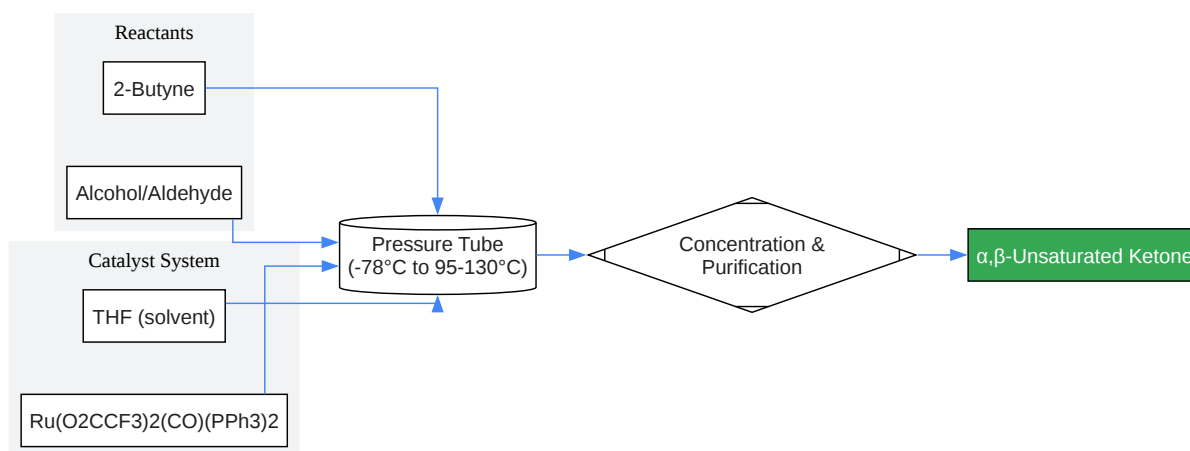 Reactants
2-Butyne
Alcohol/Aldehyde
Catalyst System
THF (solvent)
Ru(O2CCF3)2(CO)(PPh3)2
Pressure Tube
(-78°C to 95-130°C)
Concentration &
Purification
α,β-Unsaturated Ketone